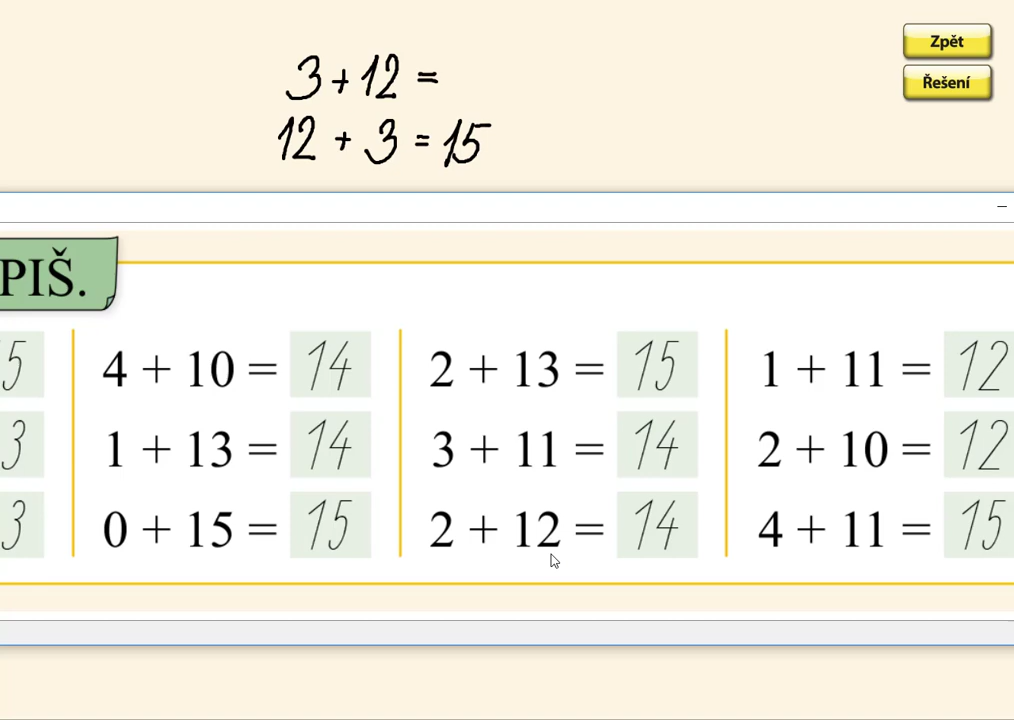 Zpět
3 + 12 =
Řešení
12 + 3 = 15
PIŠ.
5 4 + 10 = 14 2 + 13 = 15 1 + 11 = 12
3 1 + 13 = 14 3 + 11 = 14 2 + 10 = 12
3 0 + 15 = 15 2 + 12 = 14 4 + 11 = 15